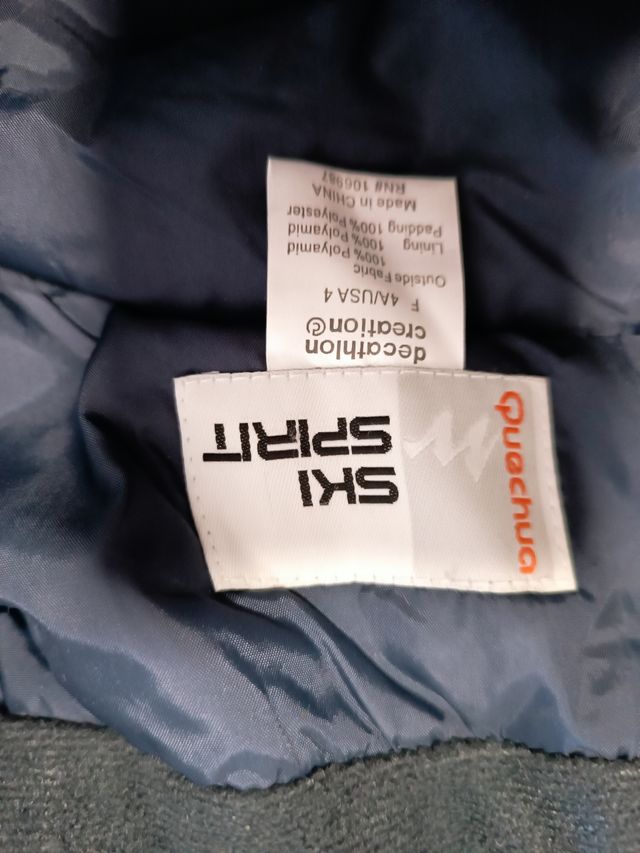 Quechua
SKI
SPIRIT
decathlon
creation©
F 4A/USA 4
Outside Fabric
100% Polyamid
Lining 100% Polyamid
Padding 100% Polyester
Made in CHINA
RN# 106987